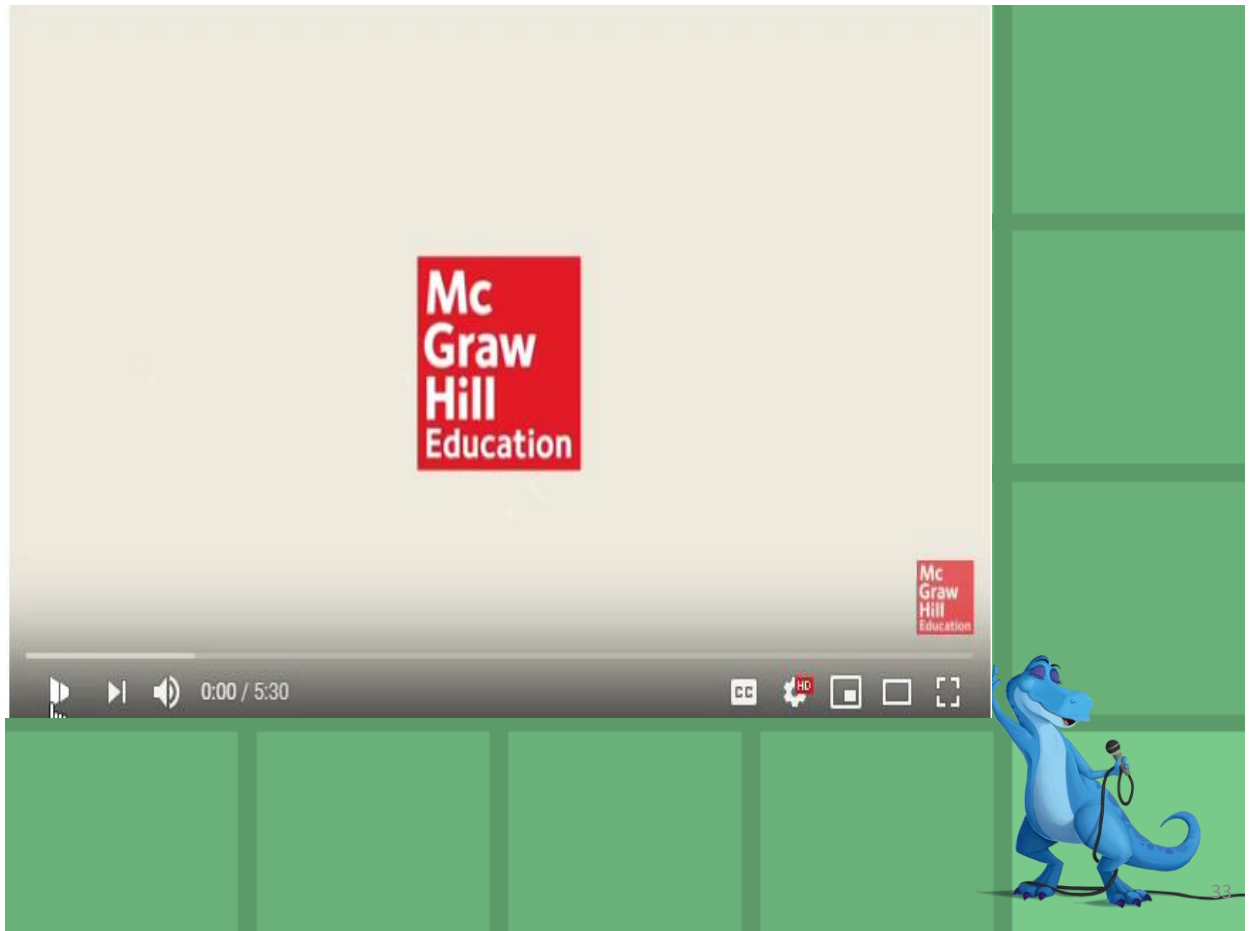 Mc
Graw
Hill
Education
Mc
Graw
Hill
Education
0:00 / 5:30
CC
HD
33